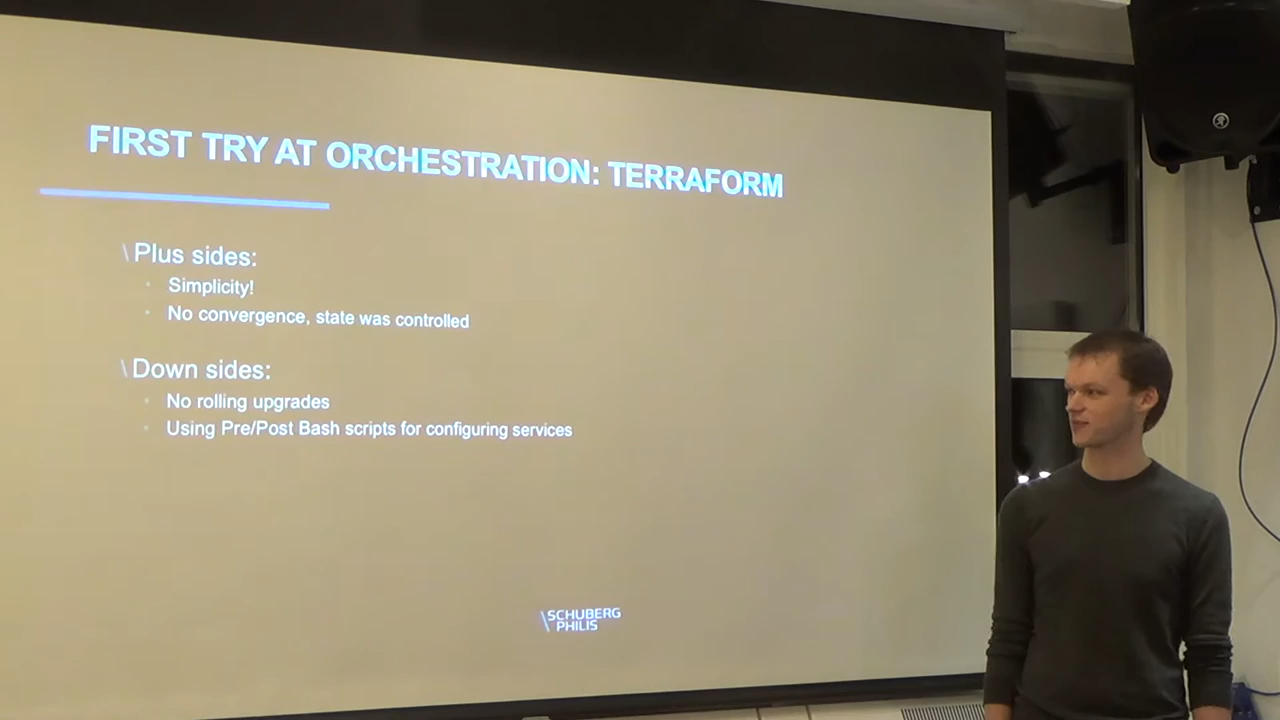 FIRST TRY AT ORCHESTRATION: TERRAFORM
\ Plus sides:
• Simplicity!
• No convergence, state was controlled
\ Down sides:
• No rolling upgrades
• Using Pre/Post Bash scripts for configuring services
\SCHUBERG
PHILIS